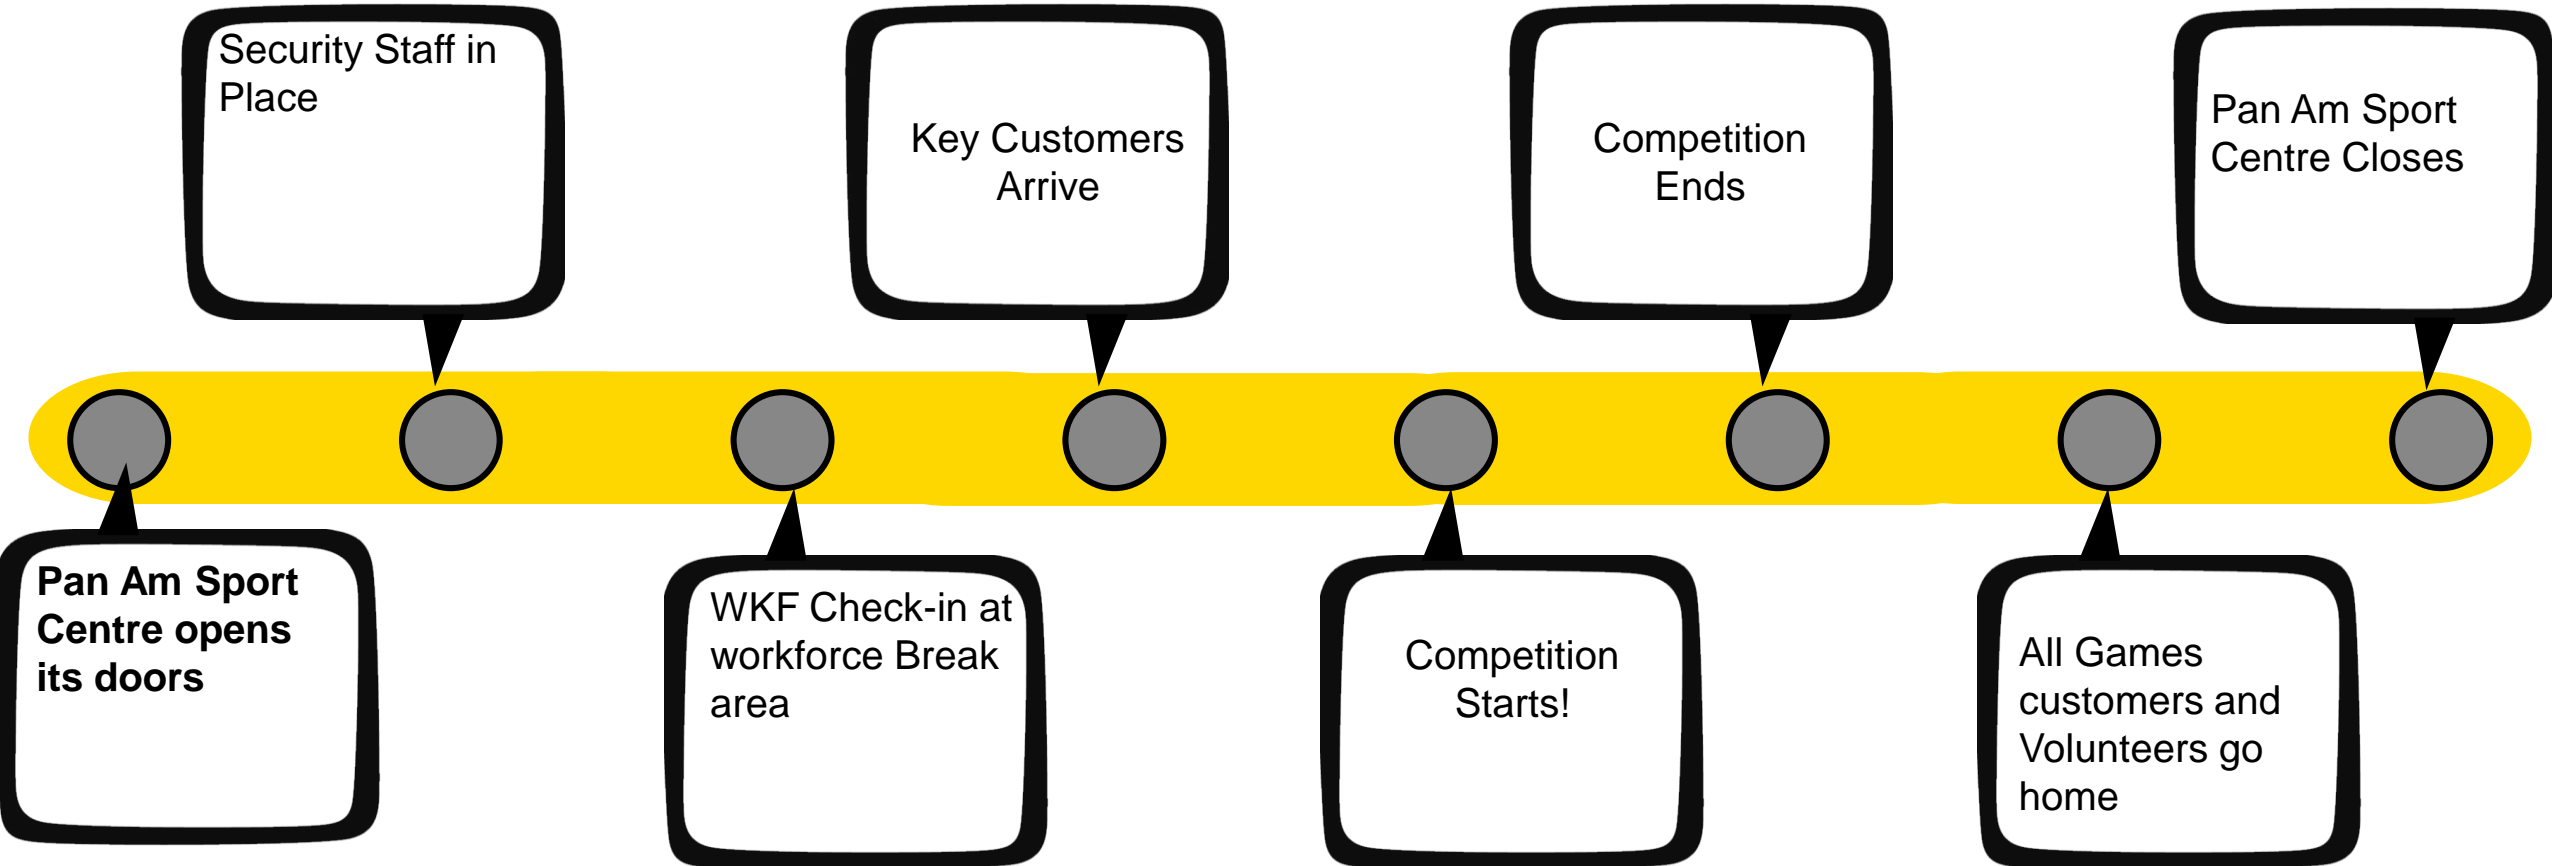 Security Staff in
Place
Key Customers
Arrive
Competition
Ends
Pan Am Sport
Centre Closes
Pan Am Sport
Centre opens
its doors
WKF Check-in at
workforce Break
area
Competition
Starts!
All Games
customers and
Volunteers go
home